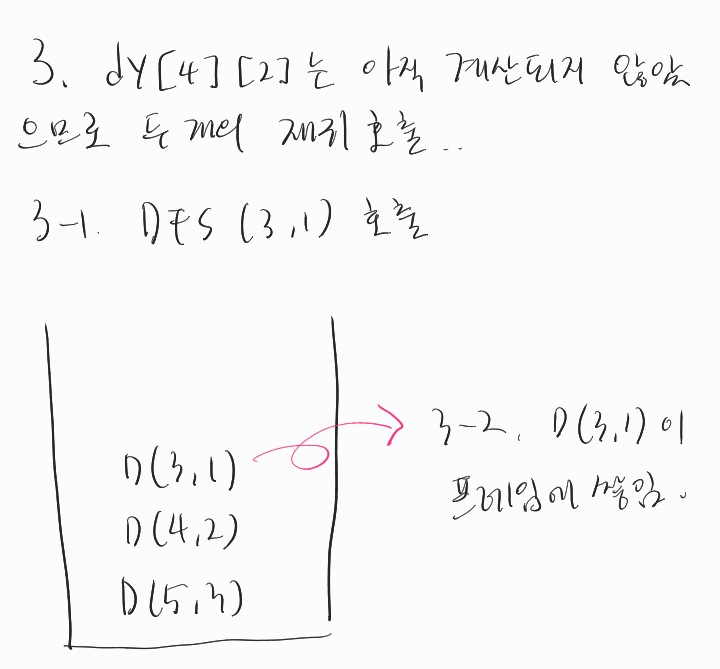 3. dy[4][2]는 아직 계산되지 않았
으므로 두 번째 재귀 호출..
3-1. DFS (3,1) 호출
3-2. D(3,1)이
프레임에 쌓임.
D(3,1)
D(4,2)
D(5,3)